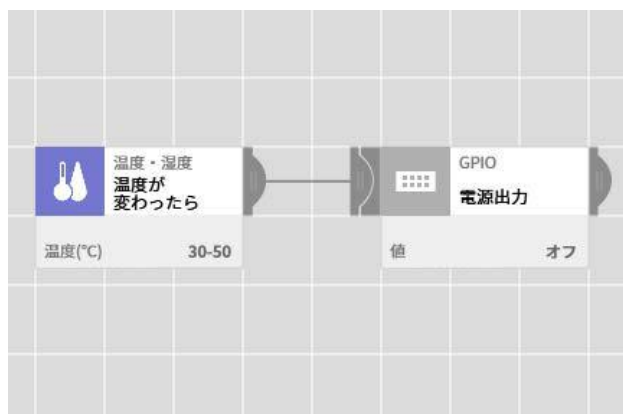 温度・湿度
温度が
変わったら
温度(℃) 30-50
GPIO
電源出力
値 オフ